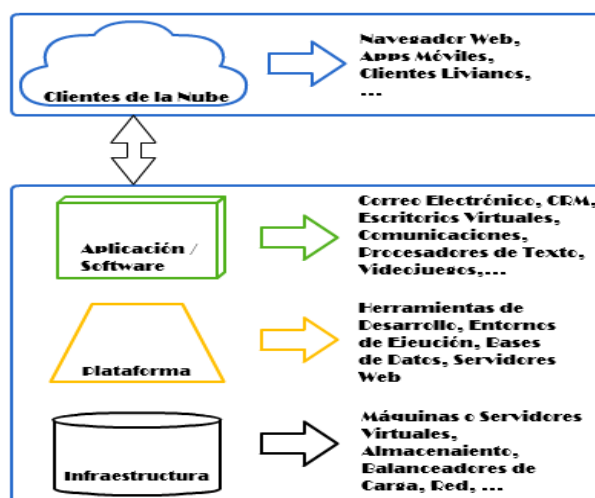 Clientes de la Nube
Navegador Web,
Apps Móviles,
Clientes Livianos,
...
Aplicación /
Software
Correo Electrónico, CRM,
Escritorios Virtuales,
Comunicaciones,
Procesadores de Texto,
Videojuegos,...
Plataforma
Herramientas de
Desarrollo, Entornos
de Ejeución, Bases
de Datos, Servidores
Web
Infraestructura
Máquinas o Servidores
Virtuales,
Almacenaiento,
Balanceadores de
Carga, Red, ...